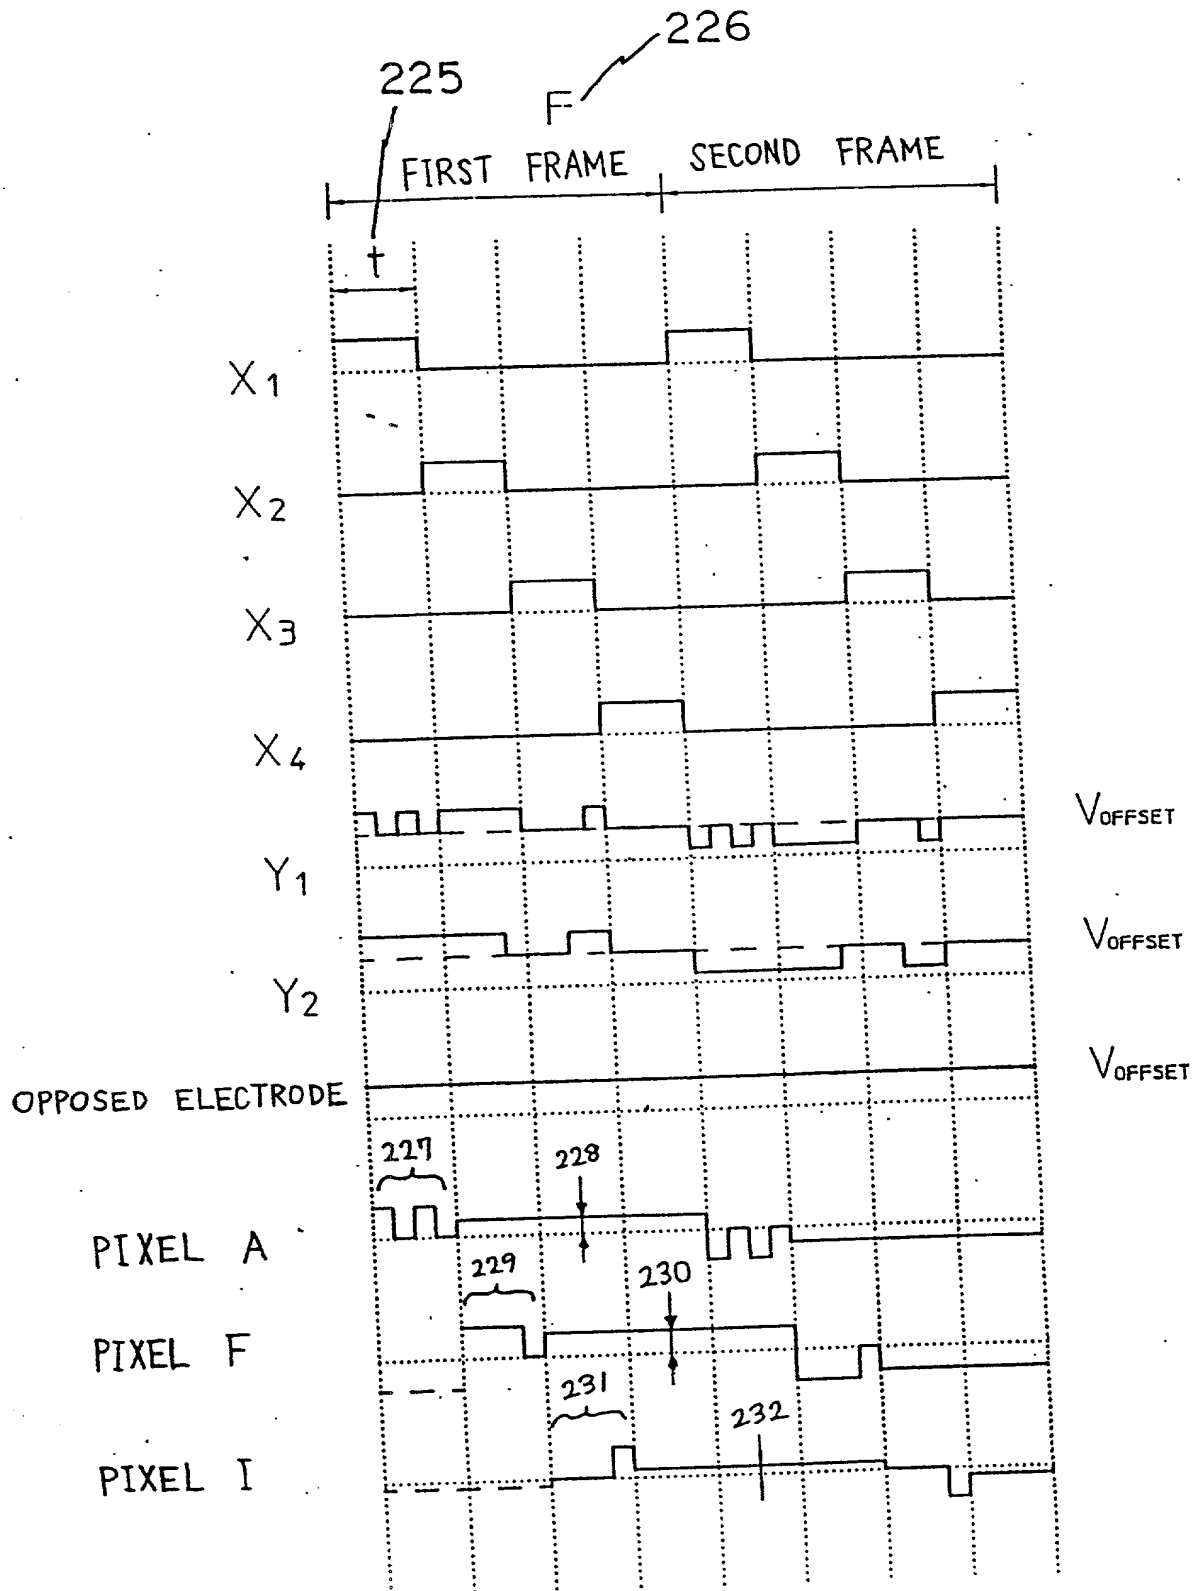 226
225
F
FIRST FRAME
SECOND FRAME
t
X1
X2
X3
X4
VOFFSET
Y1
VOFFSET
Y2
VOFFSET
OPPOSED ELECTRODE
227
228
PIXEL A
229
230
PIXEL F
231
232
PIXEL I